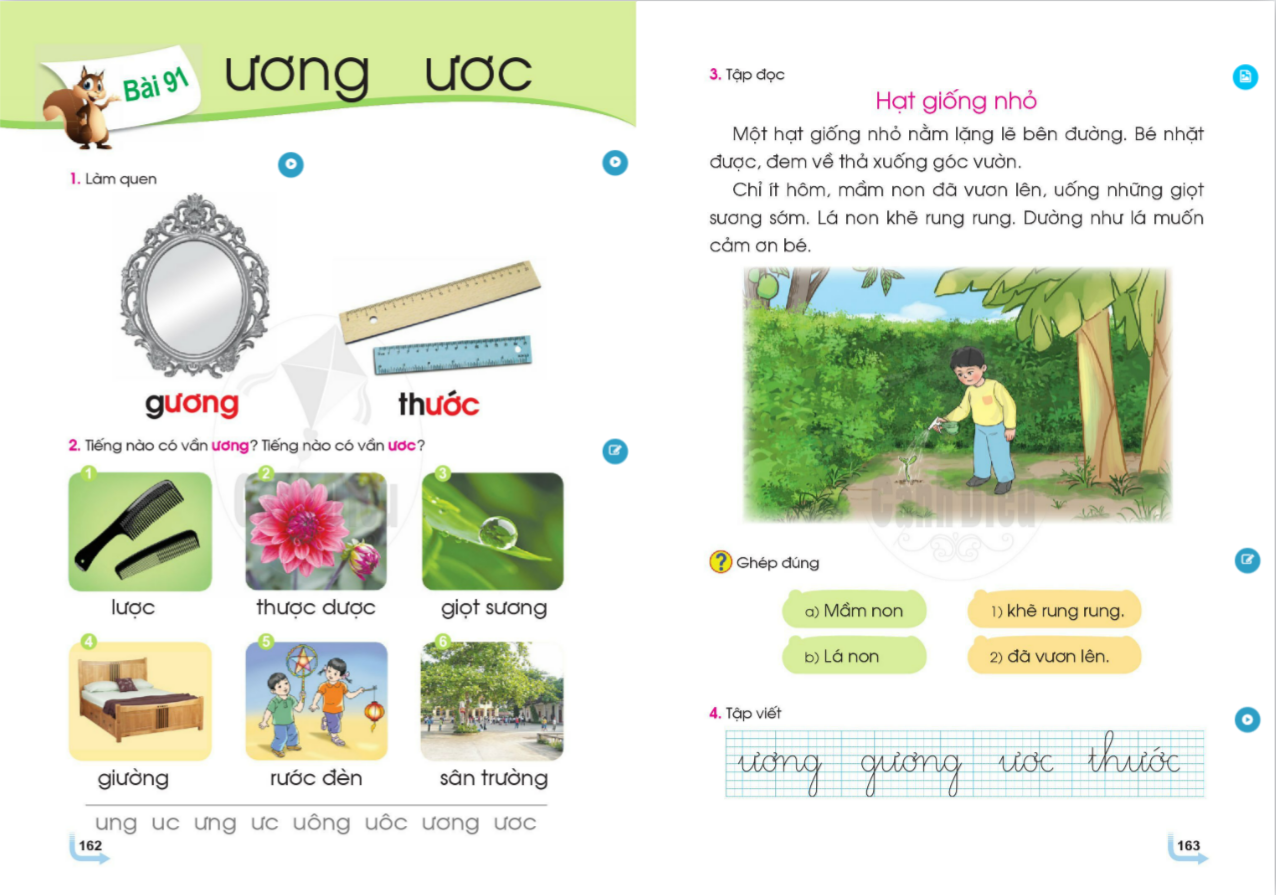 Bài 91
ương ươc
1. Làm quen
gương
thước
2. Tiếng nào có vần ương? Tiếng nào có vần ươc?
1
2
3
lược
thược dược
giọt sương
4
5
6
giường
rước đèn
sân trường
ung uc ưng ưc uông uôc ương ươc
162
3. Tập đọc
Hạt giống nhỏ
Một hạt giống nhỏ nằm lặng lẽ bên đường. Bé nhặt
được, đem về thả xuống góc vườn.
Chỉ ít hôm, mầm non đã vươn lên, uống những giọt
sương sớm. Lá non khẽ rung rung. Dường như lá muốn
cảm ơn bé.
Cánh Diều
? Ghép đúng
a) Mầm non
1) khẽ rung rung.
b) Lá non
2) đã vươn lên.
4. Tập viết
ương gương ươc thước
163